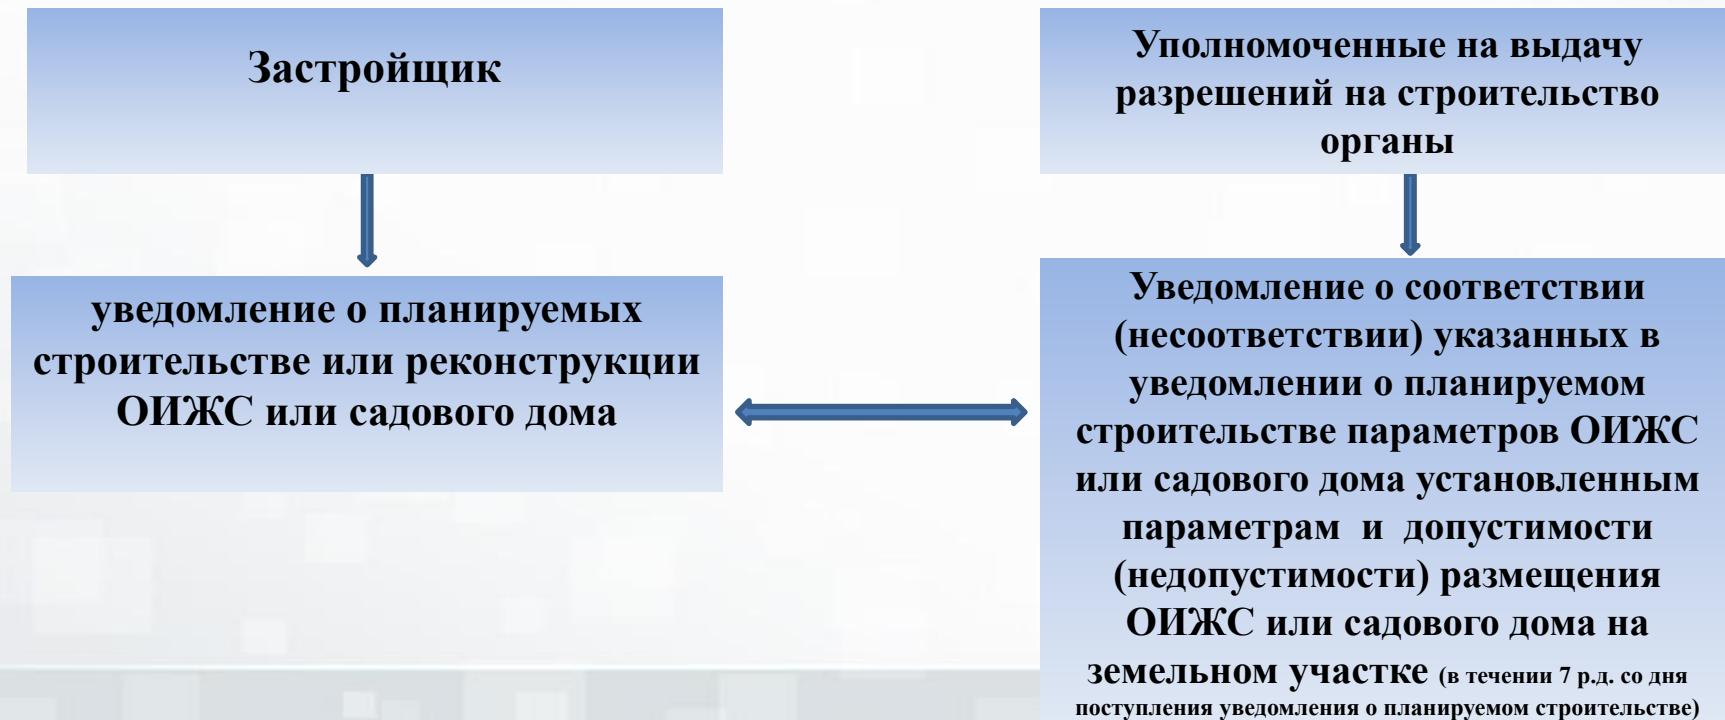 Застройщик
уведомление о планируемых
строительстве или реконструкции
ОИЖС или садового дома
Уполномоченные на выдачу
разрешений на строительство
органы
Уведомление о соответствии
(несоответствии) указанных в
уведомлении о планируемом
строительстве параметров ОИЖС
или садового дома установленным
параметрам и допустимости
(недопустимости) размещения
ОИЖС или садового дома на
земельном участке (в течении 7 р.д. со дня
поступления уведомления о планируемом строительстве)